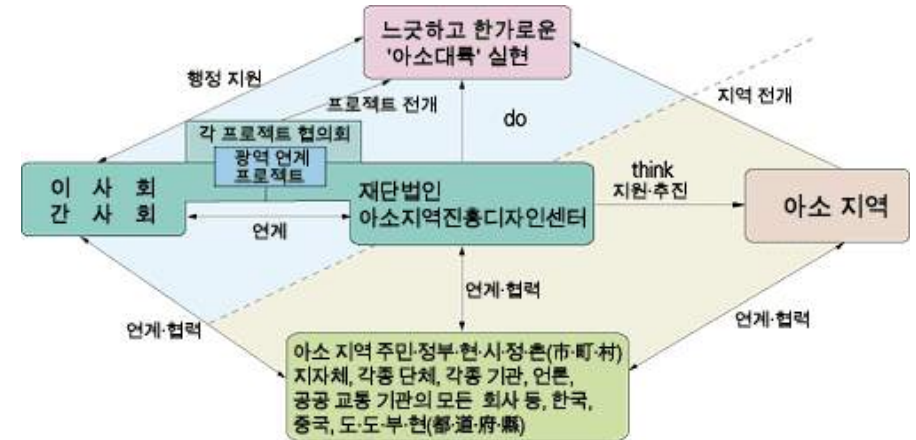 느긋하고 한가로운
'아소대륙' 실현
행정 지원
프로젝트 전개
지역 전개
do
각 프로젝트 협의회
광역 연계
프로젝트
이 사 회
간 사 회
연계
재단법인
아소지역진흥디자인센터
think
지원·추진
아소 지역
연계·협력
연계·협력
연계·협력
아소 지역 주민·정부·현·시·정·촌(市·町·村)
지자체, 각종 단체, 각종 기관, 언론,
공공 교통 기관의 모든 회사 등, 한국,
중국, 도·도·부·현(都·道·府·縣)